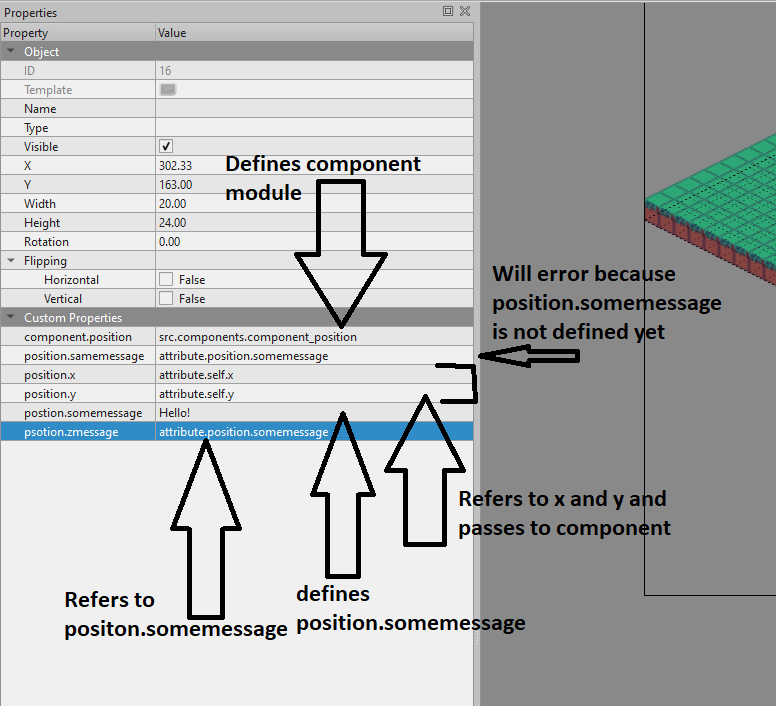 Properties
Property Value
Object
ID 16
Template
Name
Type
Visible
X 302.33
Y 163.00
Width 20.00
Height 24.00
Rotation 0.00
Flipping
Horizontal False
Vertical False
Custom Properties
component.position src.components.component_position
position.samemessage attribute.position.somemessage
position.x attribute.self.x
position.y attribute.self.y
postion.somemessage Hello!
psotion.zmessage attribute.position.somemessage
Defines component
module
Will error because
position.somemessage
is not defined yet
Refers to x and y and
passes to component
defines
position.somemessage
Refers to
positon.somemessage